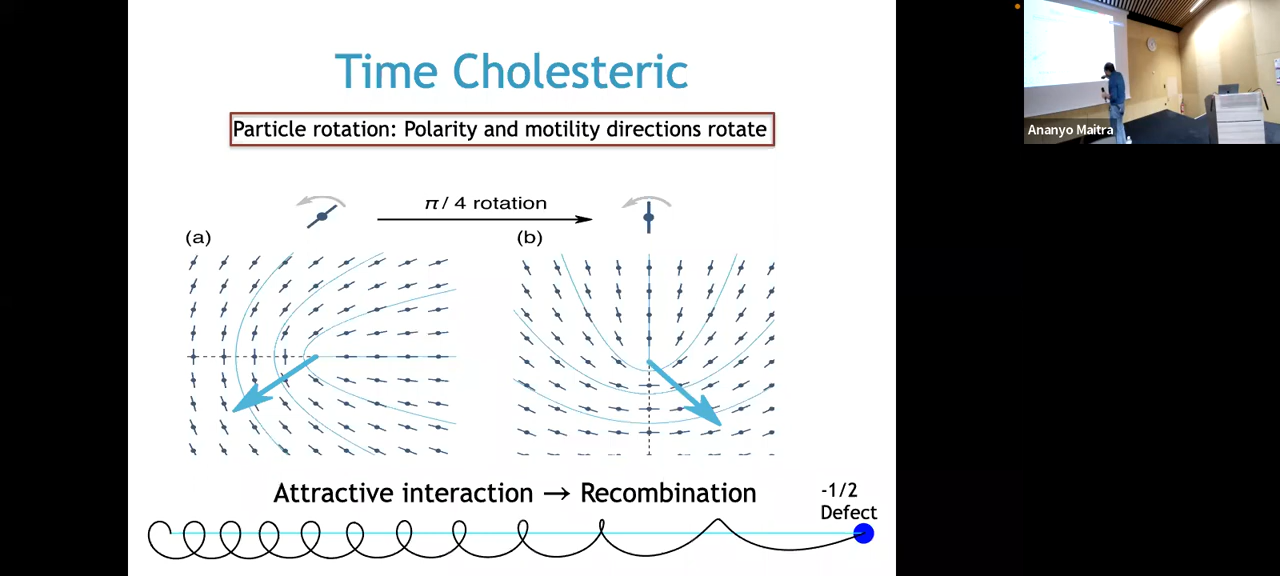 Time Cholesteric
Particle rotation: Polarity and motility directions rotate
π / 4 rotation
(a)
(b)
Attractive interaction → Recombination
-1/2
Defect
Ananyo Maitra